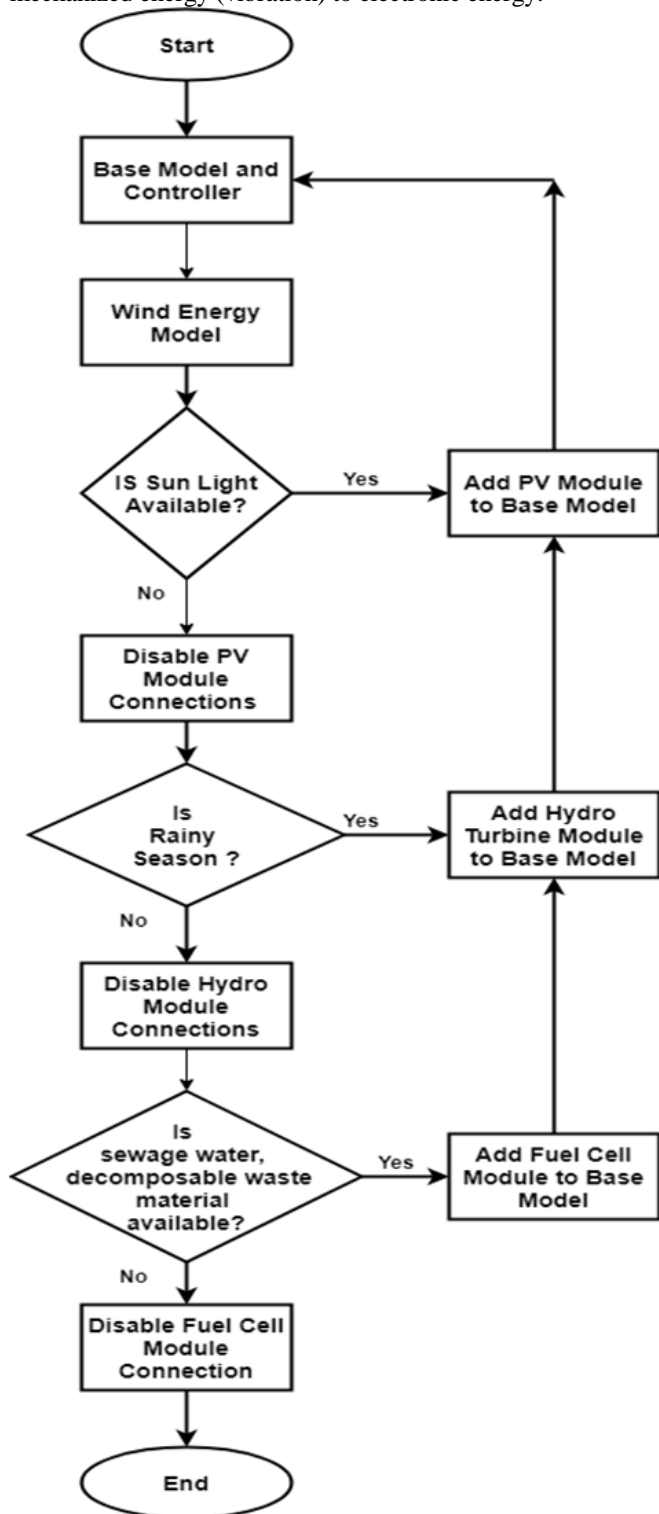 mechanized energy (vibration) to electronic energy.
Start
Base Model and
Controller
Wind Energy
Model
IS Sun Light
Available?
Yes
Add PV Module
to Base Model
No
Disable PV
Module
Connections
Is
Rainy
Season ?
Yes
Add Hydro
Turbine Module
to Base Model
No
Disable Hydro
Module
Connections
Is
sewage water,
decomposable waste
material
available?
Yes
Add Fuel Cell
Module to Base
Model
No
Disable Fuel Cell
Module
Connection
End